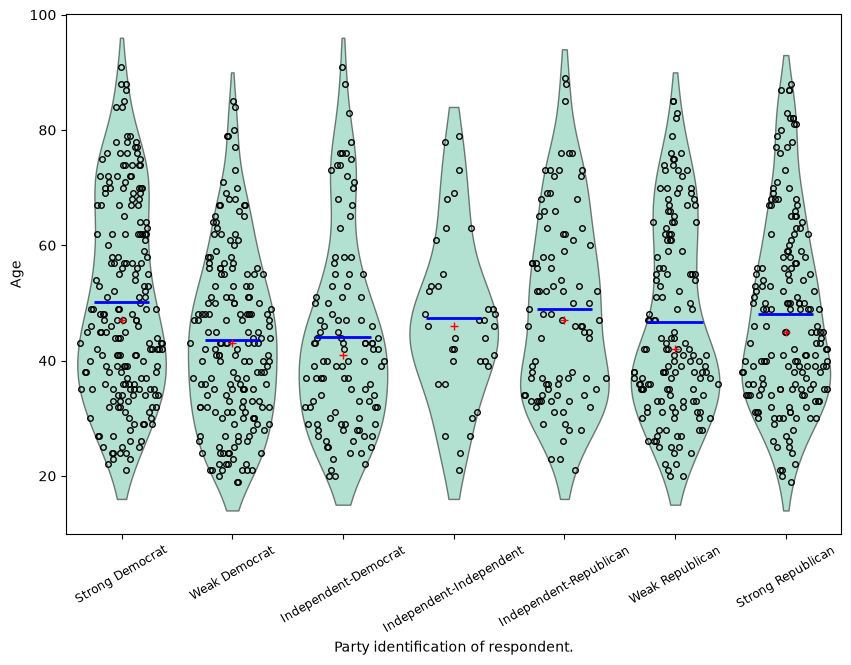 100
80
60
40
20
Age
Strong Democrat
Weak Democrat
Independent-Democrat
Independent-Independent
Independent-Republican
Weak Republican
Strong Republican
Party identification of respondent.